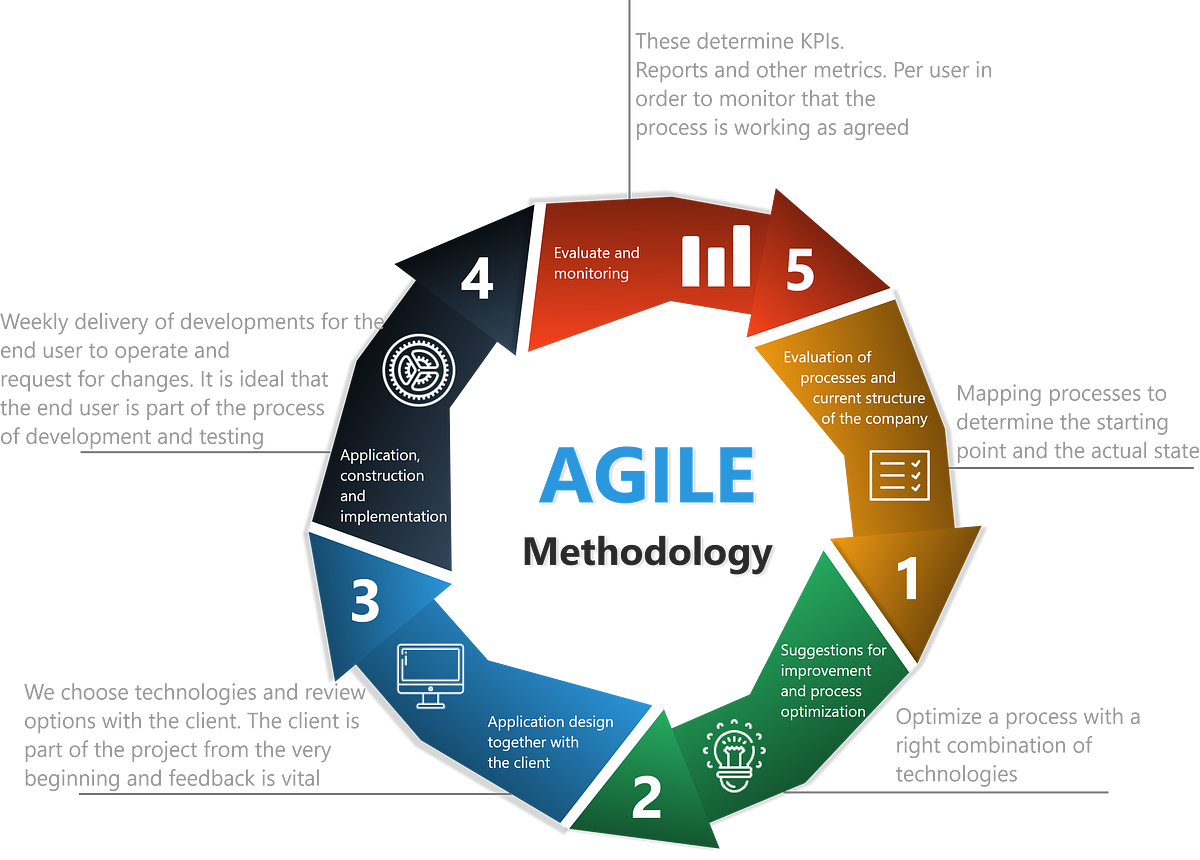 These determine KPIs.
Reports and other metrics. Per user in
order to monitor that the
process is working as agreed
Evaluate and
monitoring
5
Evaluation of
processes and
current structure
of the company
1
Mapping processes to
determine the starting
point and the actual state
Suggestions for
improvement
and process
optimization
2
Optimize a process with a
right combination of
technologies
Application design
together with
the client
3
We choose technologies and review
options with the client. The client is
part of the project from the very
beginning and feedback is vital
Application,
construction
and
implementation
4
Weekly delivery of developments for the
end user to operate and
request for changes. It is ideal that
the end user is part of the process
of development and testing
AGILE
Methodology